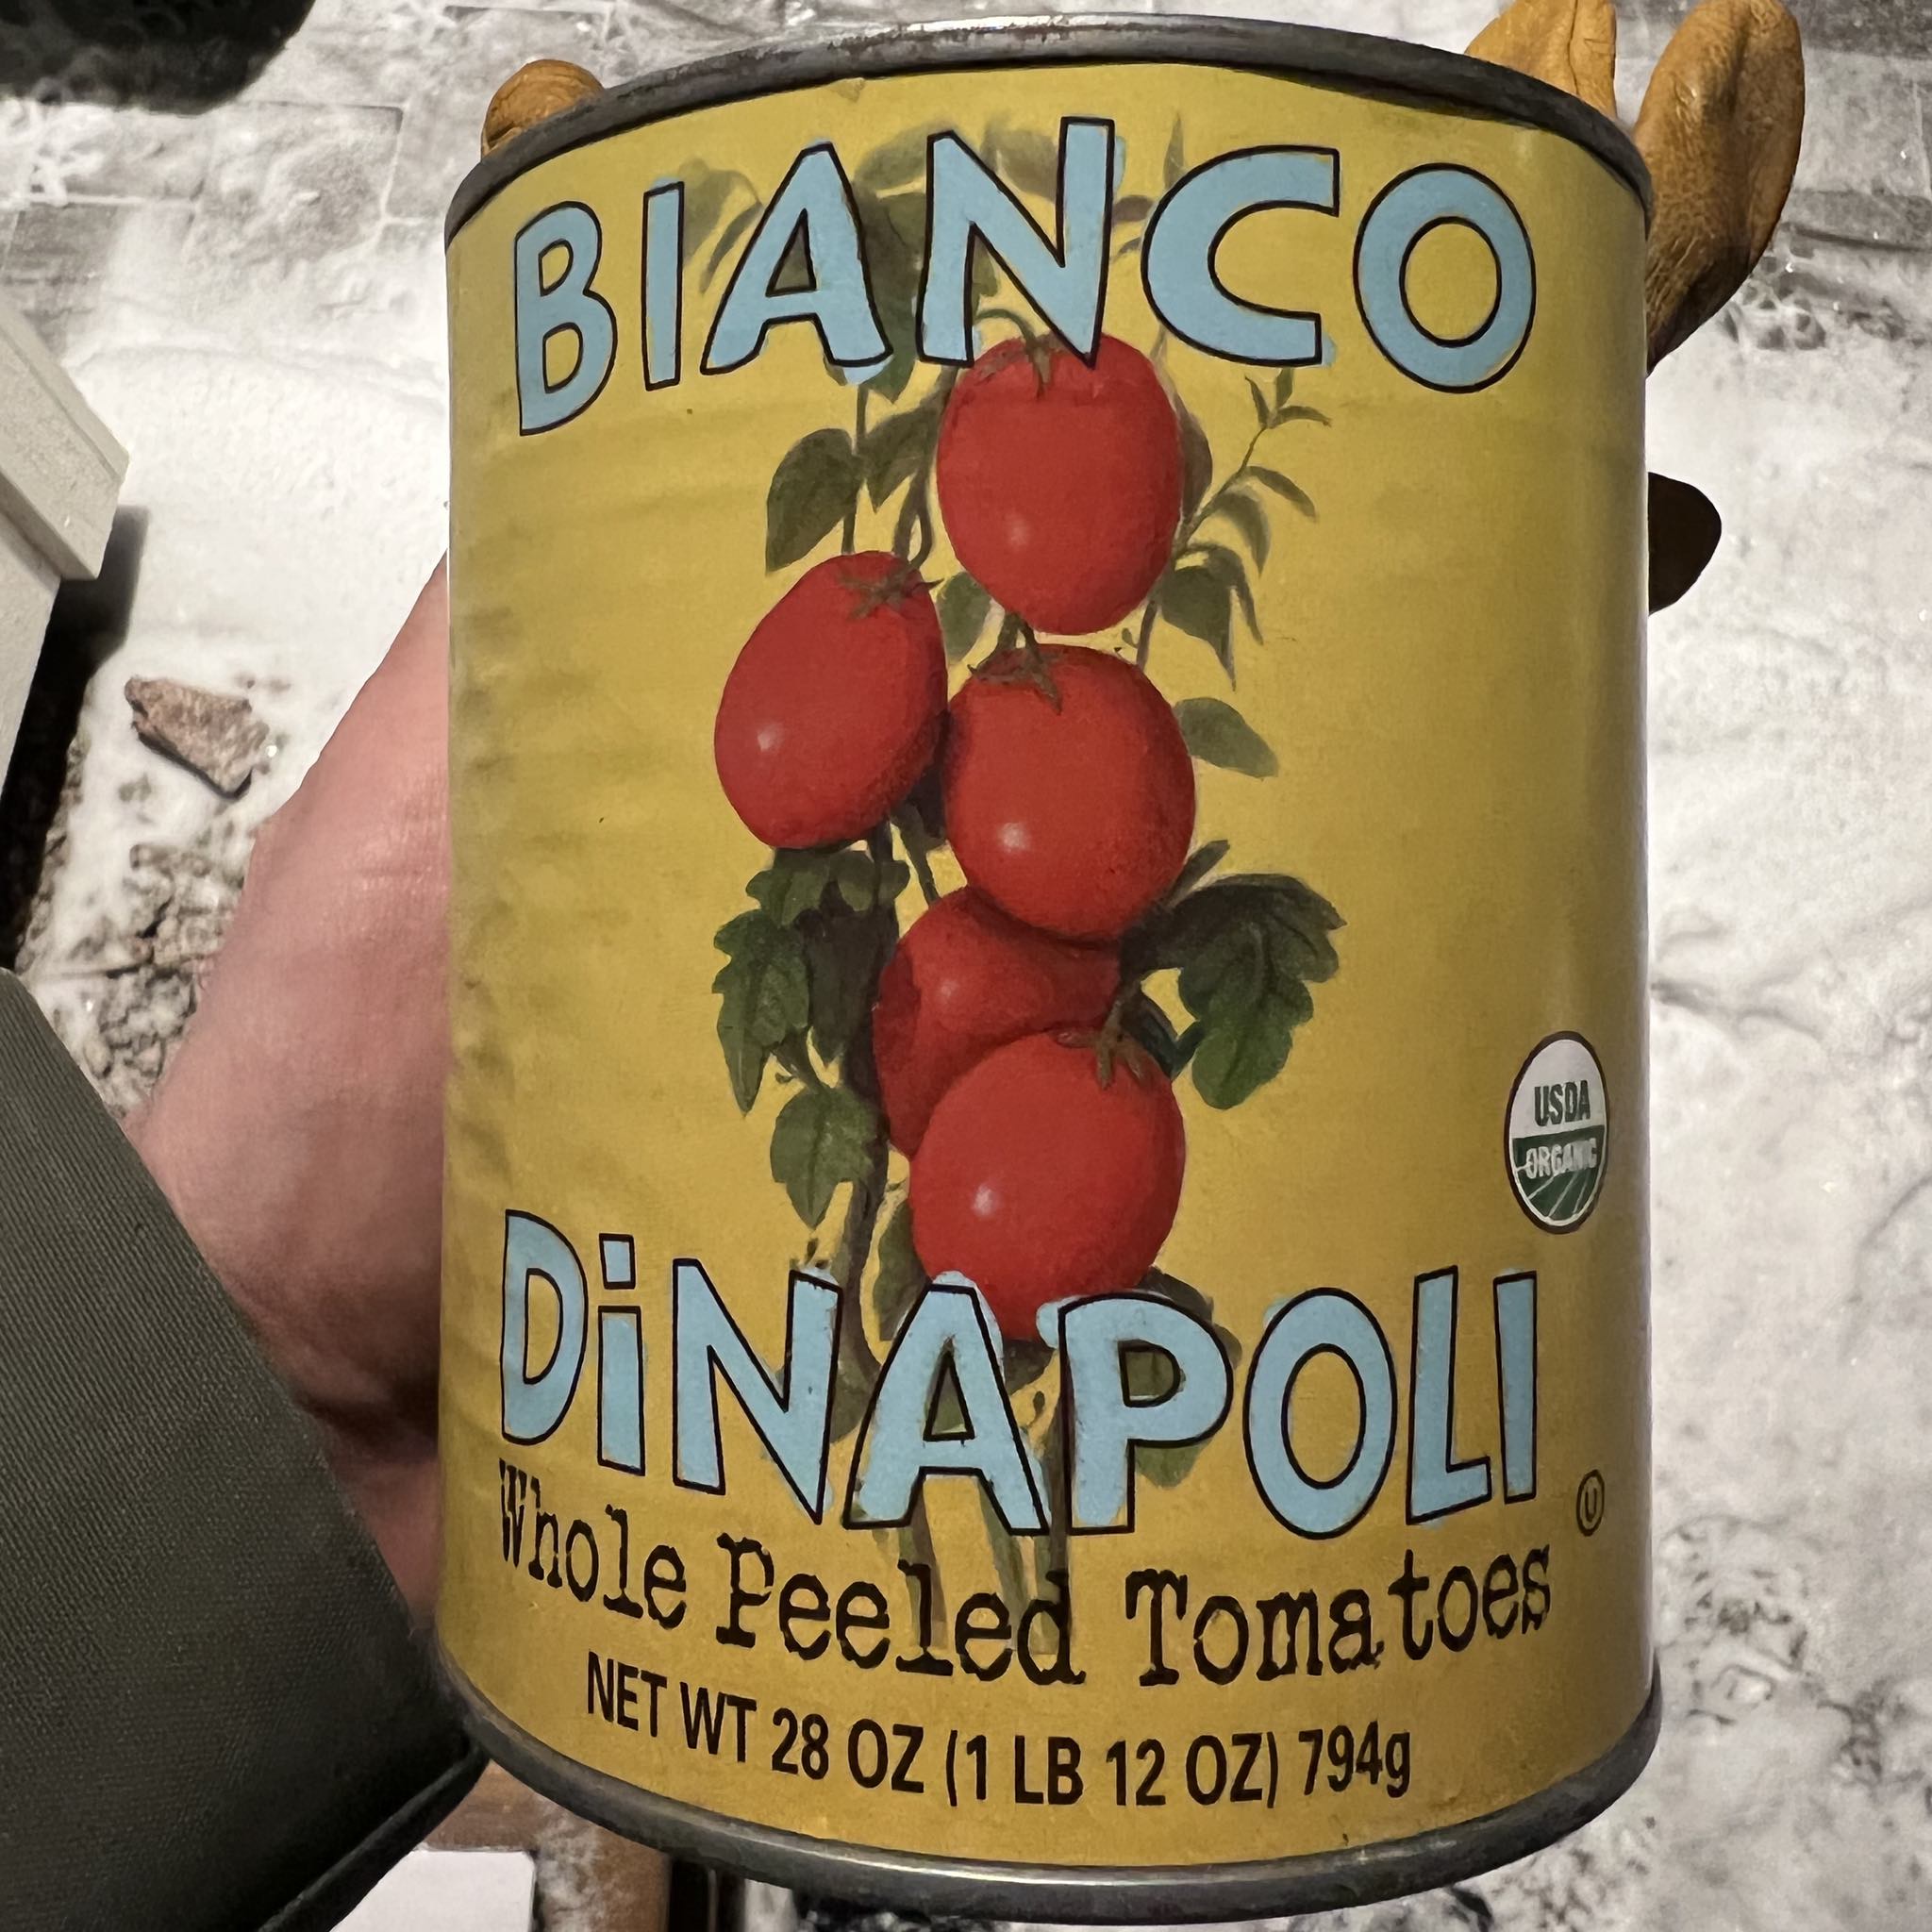 BIANCO
USDA
ORGANIC
DiNAPOLI
U
Whole Peeled Tomatoes
NET WT 28 OZ (1 LB 12 OZ) 794g